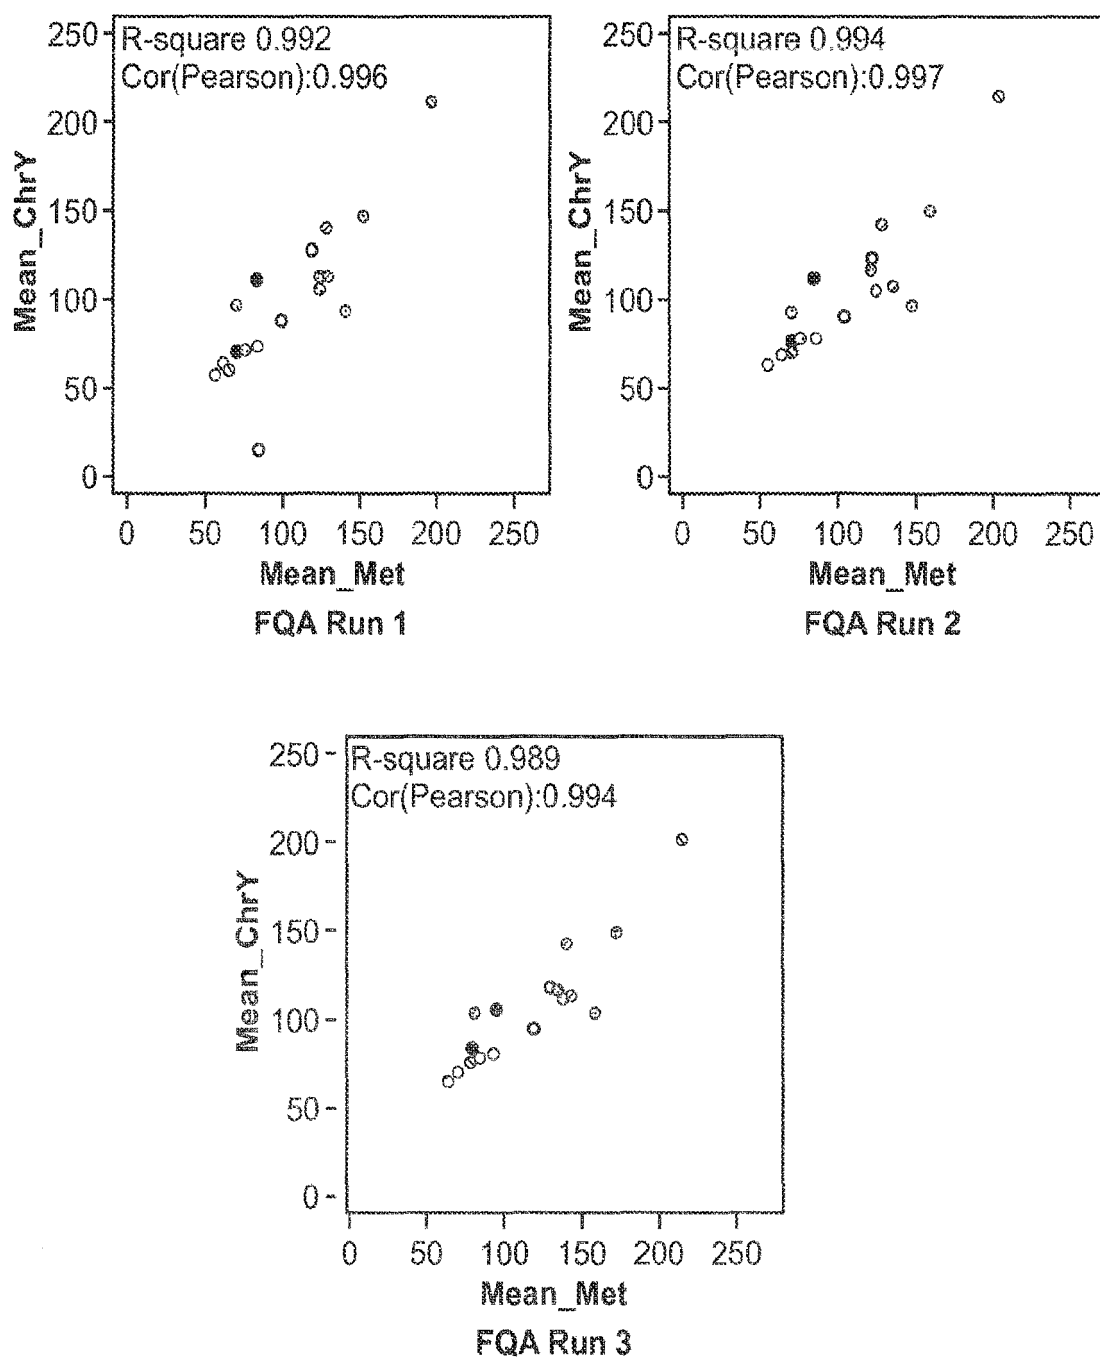 R-square 0.992
Cor(Pearson):0.996
250
200
150
100
50
0
Mean_ChrY
0 50 100 150 200 250
Mean_Met
FQA Run 1
R-square 0.994
Cor(Pearson):0.997
250
200
150
100
50
0
Mean_ChrY
0 50 100 150 200 250
Mean_Met
FQA Run 2
R-square 0.989
Cor(Pearson):0.994
250
200
150
100
50
0
Mean_ChrY
0 50 100 150 200 250
Mean_Met
FQA Run 3